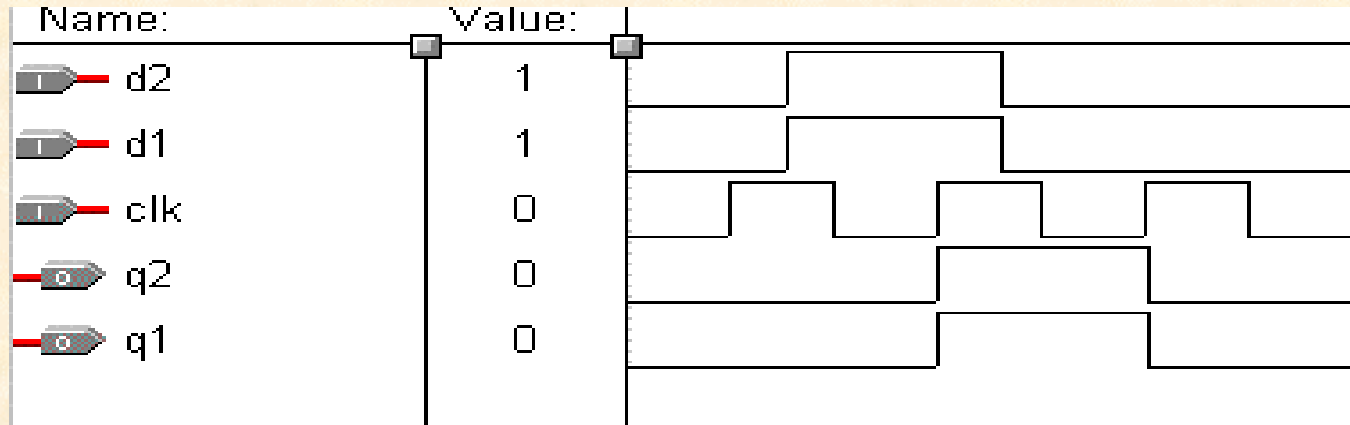 Name: Value:
I d2 1
I d1 1
I clk 0
O q2 0
O q1 0